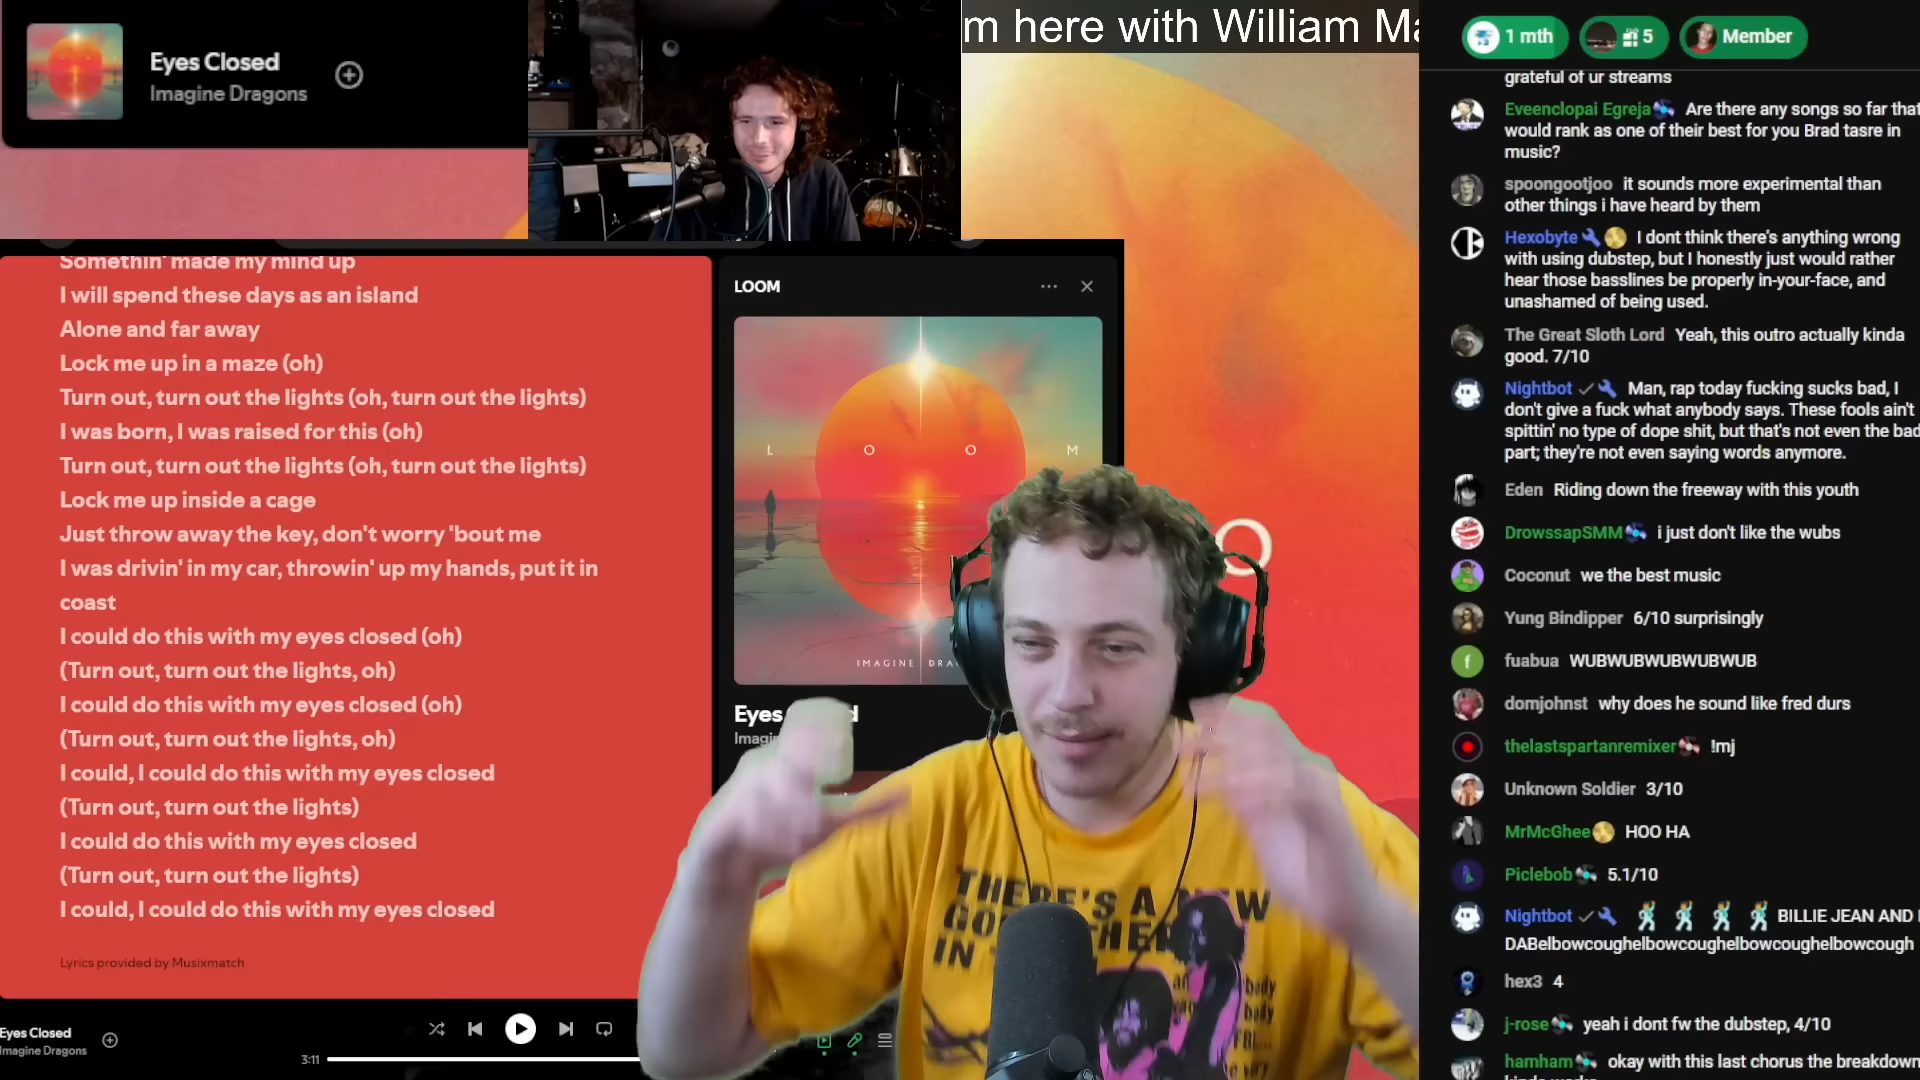 Eyes Closed
Imagine Dragons
m here with William Ma
Somethin' made my mind up
I will spend these days as an island
Alone and far away
Lock me up in a maze (oh)
Turn out, turn out the lights (oh, turn out the lights)
I was born, I was raised for this (oh)
Turn out, turn out the lights (oh, turn out the lights)
Lock me up inside a cage
Just throw away the key, don't worry 'bout me
I was drivin' in my car, throwin' up my hands, put it in
coast
I could do this with my eyes closed (oh)
(Turn out, turn out the lights, oh)
I could do this with my eyes closed (oh)
(Turn out, turn out the lights, oh)
I could, I could do this with my eyes closed
(Turn out, turn out the lights)
I could do this with my eyes closed
(Turn out, turn out the lights)
I could, I could do this with my eyes closed
Lyrics provided by Musixmatch
Eyes Closed
Imagine Dragons
3:11
LOOM
L O O M
IMAGINE DRA
Eyes
Imagi
O
THERE'S A NEW
IN
1 mth
5
Member
grateful of ur streams
Eveenclopai Egreja Are there any songs so far that
would rank as one of their best for you Brad tasre in
music?
spoongootjoo it sounds more experimental than
other things i have heard by them
Hexobyte I dont think there's anything wrong
with using dubstep, but I honestly just would rather
hear those basslines be properly in-your-face, and
unashamed of being used.
The Great Sloth Lord Yeah, this outro actually kinda
good. 7/10
Nightbot Man, rap today fucking sucks bad, I
don't give a fuck what anybody says. These fools ain't
spittin' no type of dope shit, but that's not even the bad
part; they're not even saying words anymore.
Eden Riding down the freeway with this youth
DrowssapSMM i just don't like the wubs
Coconut we the best music
Yung Bindipper 6/10 surprisingly
f
fuabua WUBWUBWUBWUBWUB
domjohnst why does he sound like fred durs
thelastspartanremixer !mj
Unknown Soldier 3/10
MrMcGhee HOO HA
Piclebob 5.1/10
Nightbot BILLIE JEAN AND
DABelbowcoughelbowcoughelbowcoughelbowcough
hex3 4
j-rose yeah i dont fw the dubstep, 4/10
hamham okay with this last chorus the breakdown